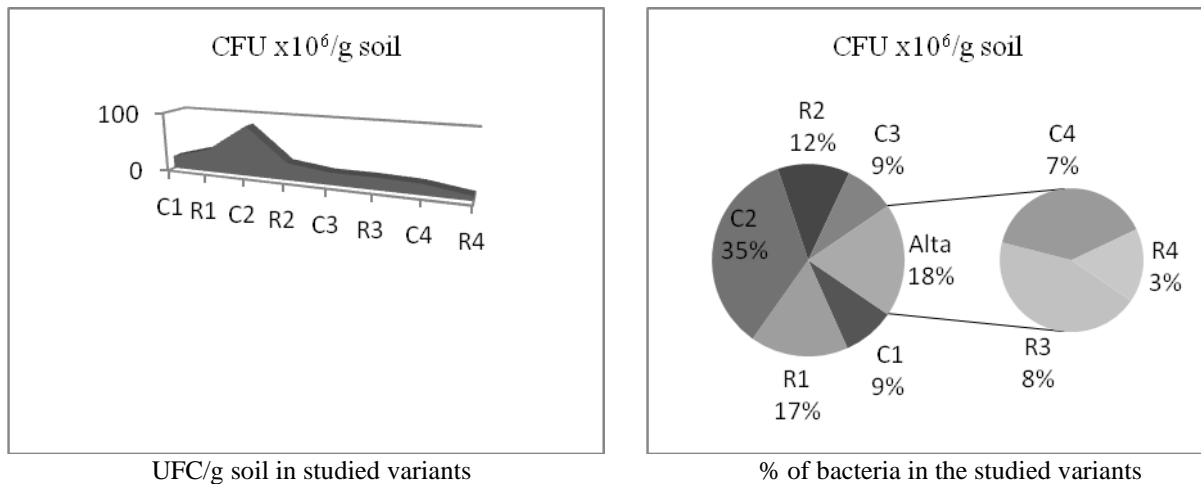 CFU x10⁶/g soil
100
0
C1 R1 C2 R2 C3 R3 C4 R4
UFC/g soil in studied variants
CFU x10⁶/g soil
R2
12%
C3
9%
C4
7%
C2
35%
Alta
18%
R4
3%
C1
9%
R1
17%
R3
8%
% of bacteria in the studied variants